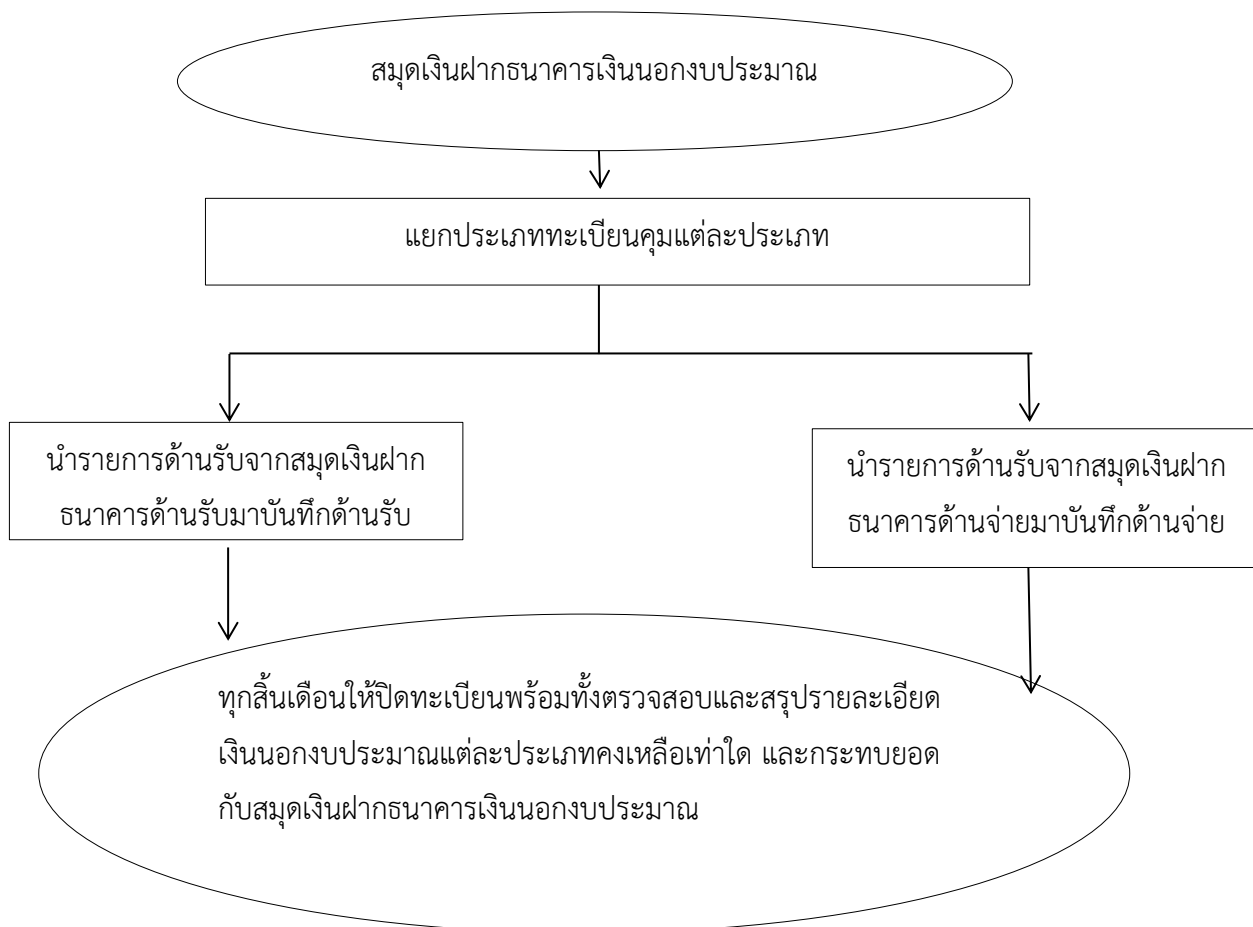 สมุดเงินฝากธนาคารเงินนอกงบประมาณ
แยกประเภททะเบียนคุมแต่ละประเภท
นำรายการด้านรับจากสมุดเงินฝาก
ธนาคารด้านรับมาบันทึกด้านรับ
นำรายการด้านรับจากสมุดเงินฝาก
ธนาคารด้านจ่ายมาบันทึกด้านจ่าย
ทุกสิ้นเดือนให้ปิดทะเบียนพร้อมทั้งตรวจสอบและสรุปรายละเอียด
เงินนอกงบประมาณแต่ละประเภทคงเหลือเท่าใด และกระทบยอด
กับสมุดเงินฝากธนาคารเงินนอกงบประมาณ